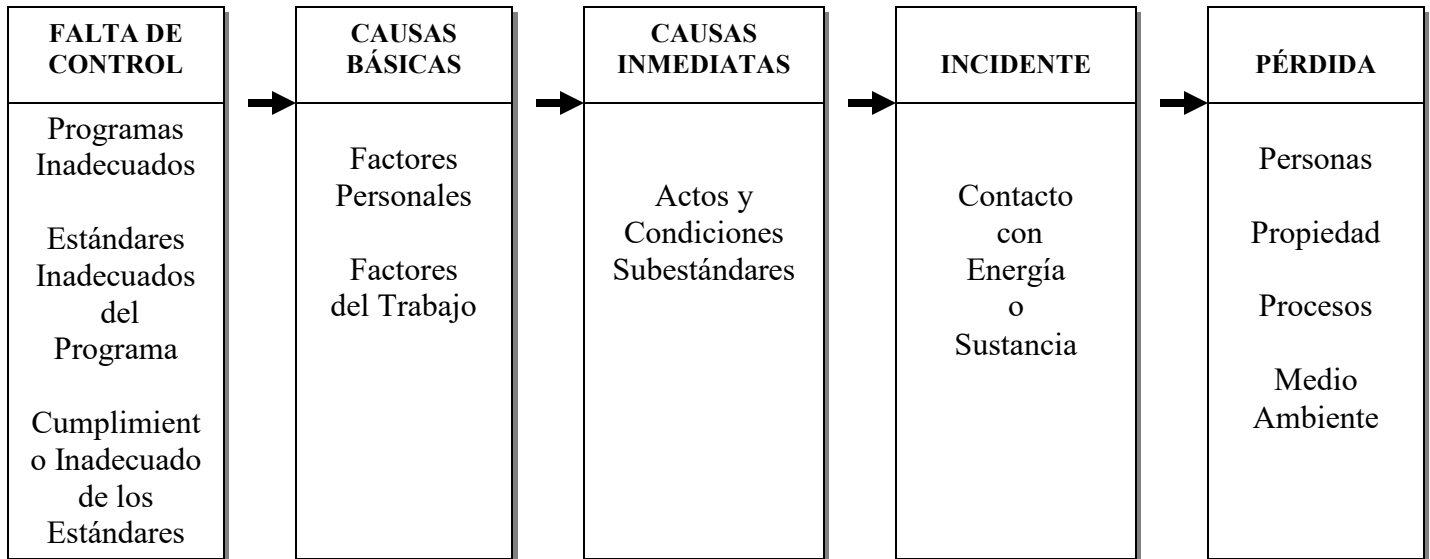 FALTA DE
CONTROL
Programas
Inadecuados
Estándares
Inadecuados
del
Programa
Cumplimient
o Inadecuado
de los
Estándares
CAUSAS
BÁSICAS
Factores
Personales
Factores
del Trabajo
CAUSAS
INMEDIATAS
Actos y
Condiciones
Subestándares
INCIDENTE
Contacto
con
Energía
o
Sustancia
PÉRDIDA
Personas
Propiedad
Procesos
Medio
Ambiente